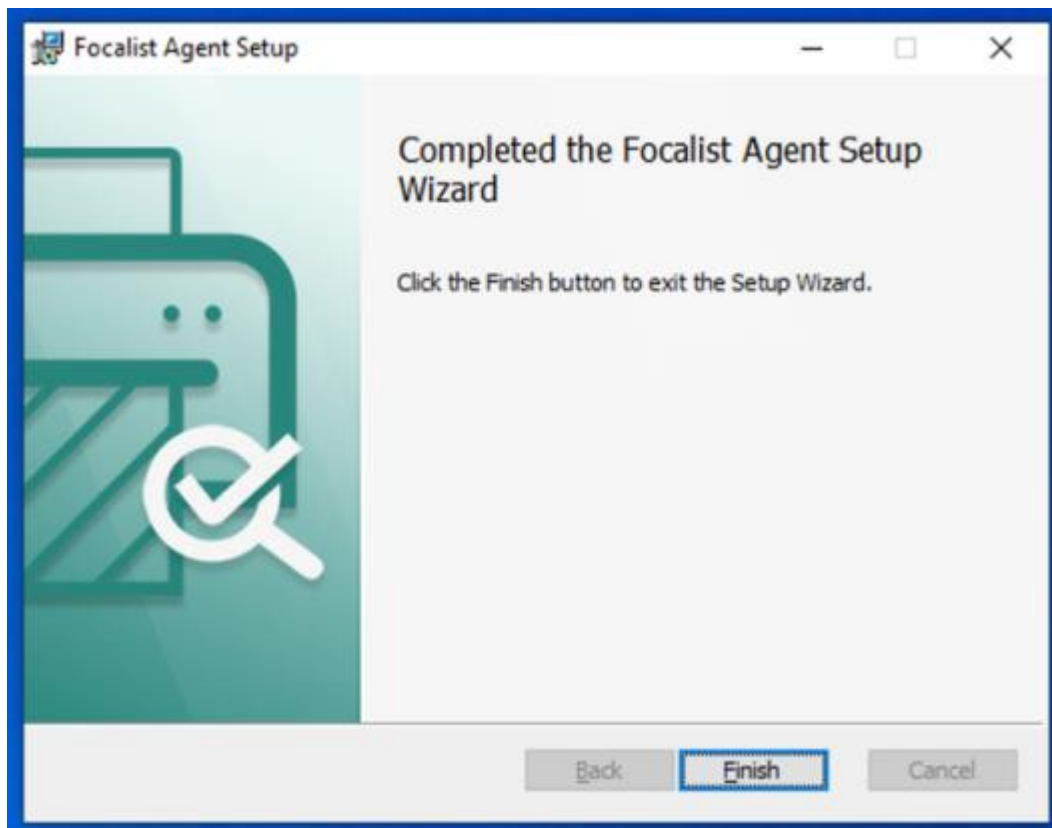 Focalist Agent Setup
Completed the Focalist Agent Setup
Wizard
Click the Finish button to exit the Setup Wizard.
Back
Finish
Cancel